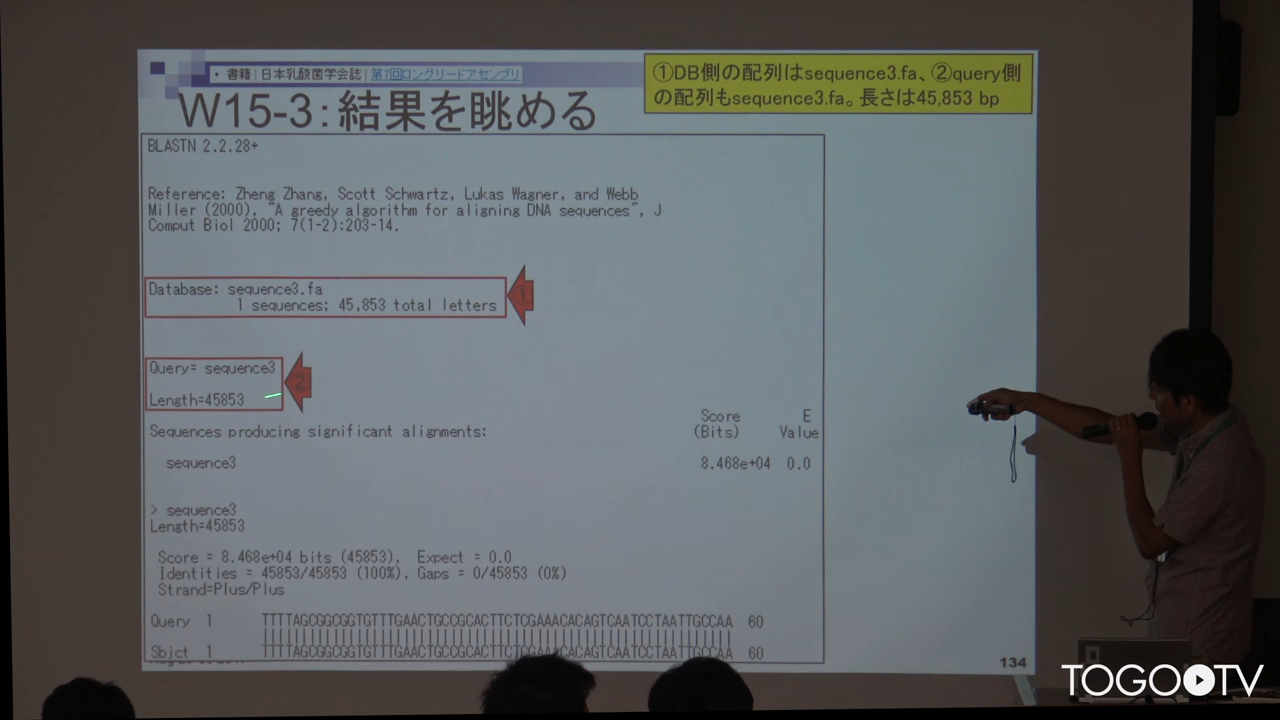 • 書籍 | 日本乳酸菌学会誌 | 第7回ロングリードアセンブリ
W15-3:結果を眺める
①DB側の配列はsequence3.fa、②query側
の配列もsequence3.fa。長さは45,853 bp
BLASTN 2.2.28+
Reference: Zheng Zhang, Scott Schwartz, Lukas Wagner, and Webb
Miller (2000), "A greedy algorithm for aligning DNA sequences", J
Comput Biol 2000; 7(1-2):203-14.
Database: sequence3.fa
1 sequences; 45,853 total letters
①
Query= sequence3
②
Length=45853
Score E
Sequences producing significant alignments: (Bits) Value
sequence3 8.468e+04 0.0
> sequence3
Length=45853
Score = 8.468e+04 bits (45853), Expect = 0.0
Identities = 45853/45853 (100%), Gaps = 0/45853 (0%)
Strand=Plus/Plus
Query 1 TTTTAGCGGCGGTGTTTGAACTGCCGCACTTCTCGAAACACAGTCAATCCTAATTGCCAA 60
Sbjct 1 TTTTAGCGGCGGTGTTTGAACTGCCGCACTTCTCGAAACACAGTCAATCCTAATTGCCAA 60
134
TOGO TV